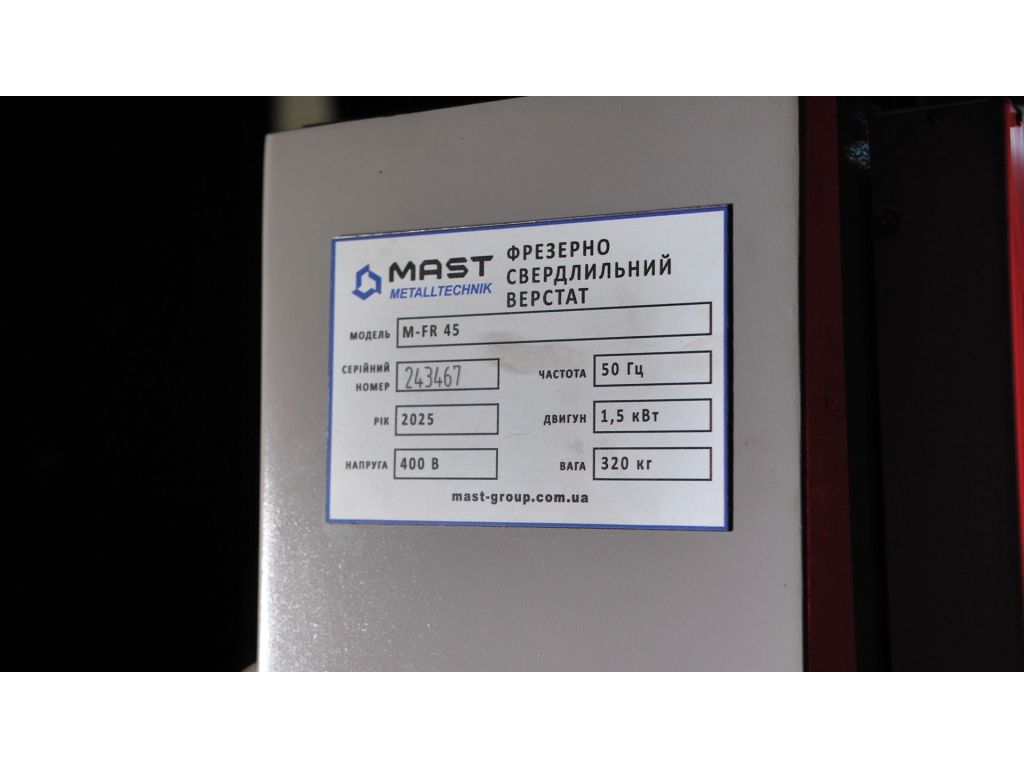 MAST
METALLTECHNIK
ФРЕЗЕРНО
СВЕРДЛИЛЬНИЙ
ВЕРСТАТ
МОДЕЛЬ M-FR 45
СЕРІЙНИЙ
НОМЕР 243467
ЧАСТОТА 50 Гц
РІК 2025
ДВИГУН 1,5 кВт
НАПРУГА 400 В
ВАГА 320 кг
mast-group.com.ua